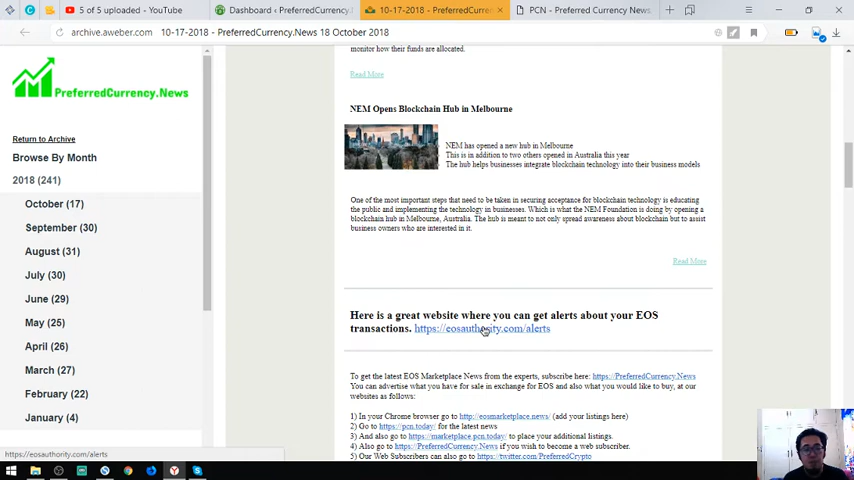 5 of 5 uploaded - YouTube
Dashboard ‹ PreferredCurrency.N
10-17-2018 - PreferredCurren
PCN - Preferred Currency News
archive.aweber.com
10-17-2018 - PreferredCurrency.News 18 October 2018
PreferredCurrency.News
Return to Archive
Browse By Month
2018 (241)
October (17)
September (30)
August (31)
July (30)
June (29)
May (25)
April (26)
March (27)
February (22)
January (4)
monitor how their funds are allocated.
Read More
NEM Opens Blockchain Hub in Melbourne
NEM has opened a new hub in Melbourne
This is in addition to two others opened in Australia this year
The hub helps businesses integrate blockchain technology into their business models
One of the most important steps that need to be taken in securing acceptance for blockchain technology is educating
the public and implementing the technology in businesses. Which is what the NEM Foundation is doing by opening a
blockchain hub in Melbourne, Australia. The hub is meant to not only spread awareness about blockchain but to assist
business owners who are interested in it.
Read More
Here is a great website where you can get alerts about your EOS
transactions. https://eosauthority.com/alerts
To get the latest EOS Marketplace News from the experts, subscribe here: https://PreferredCurrency.News
You can advertise what you have for sale in exchange for EOS and also what you would like to buy, at our
websites as follows:
1) In your Chrome browser go to http://eosmarketplace.news/ (add your listings here)
2) Go to https://pcn.today/ for the latest news
3) And also go to https://marketplace.pcn.today/ to place your additional listings.
4) Also go to https://PreferredCurrency.News if you wish to become a web subscriber.
5) Our Web Subscribers can also go to https://twitter.com/PreferredCrypto
https://eosauthority.com/alerts